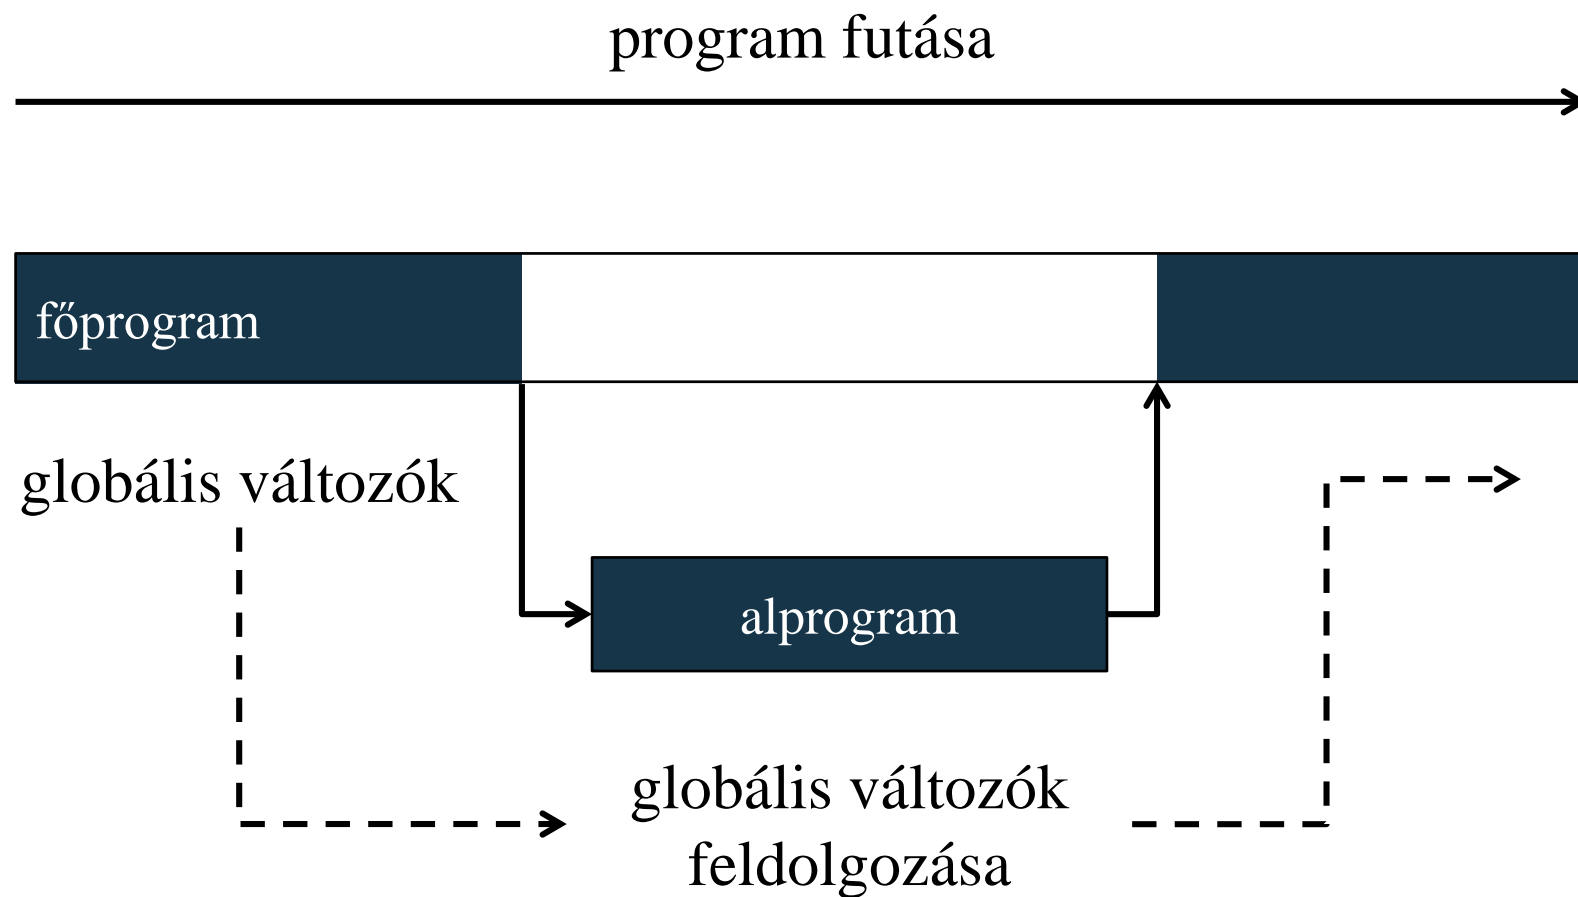 program futása
főprogram
globális változók
alprogram
globális változók
feldolgozása